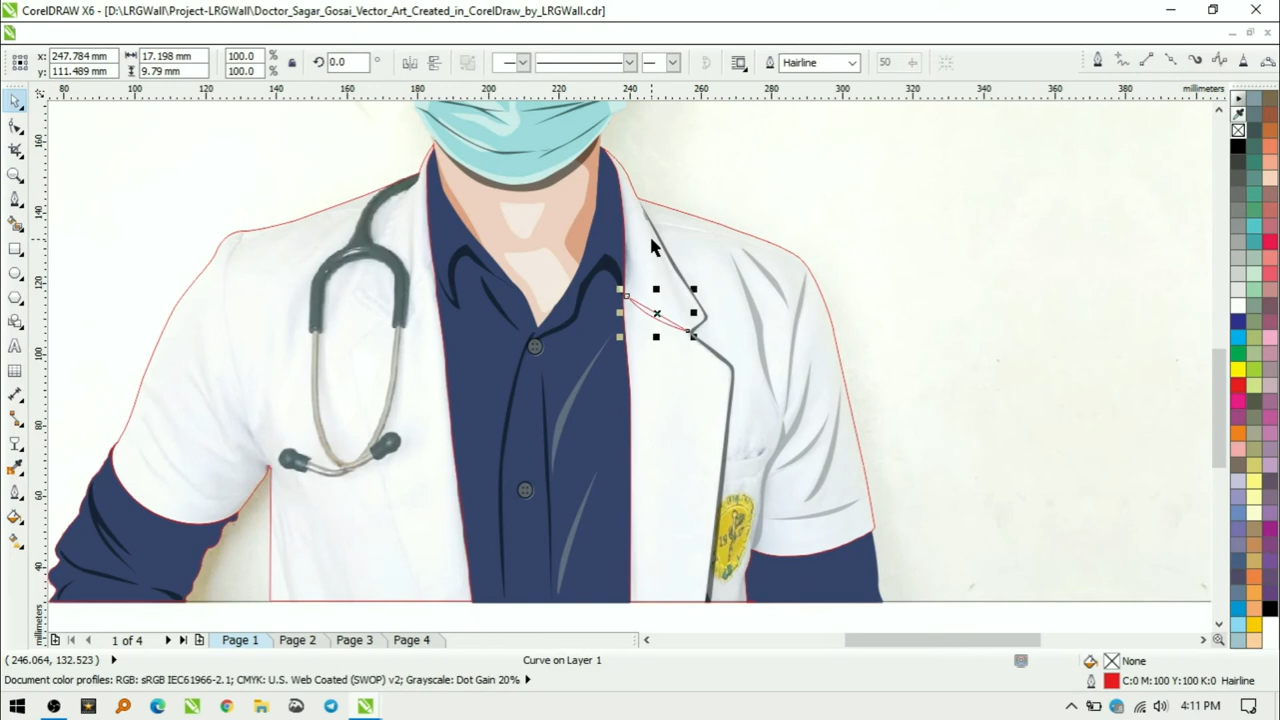 CorelDRAW X6 - [D:\LRGWall\Project-LRGWall\Doctor_Sagar_Gosai_Vector_Art_Created_in_CorelDraw_by_LRGWall.cdr]
x: 247.784 mm 17.198 mm 100.0 % 0.0 ° Hairline 50
y: 111.489 mm 9.79 mm 100.0 %
80 100 120 140 160 180 200 220 240 260 280 300 320 340 360 380 millimeters
160
140
120
100
80
60
40
millimeters
19
1 of 4 Page 1 Page 2 Page 3 Page 4
(246.064, 132.523) Curve on Layer 1 None
Document color profiles: RGB: sRGB IEC61966-2.1; CMYK: U.S. Web Coated (SWOP) v2; Grayscale: Dot Gain 20% C:0 M:100 Y:100 K:0 Hairline
4:11 PM